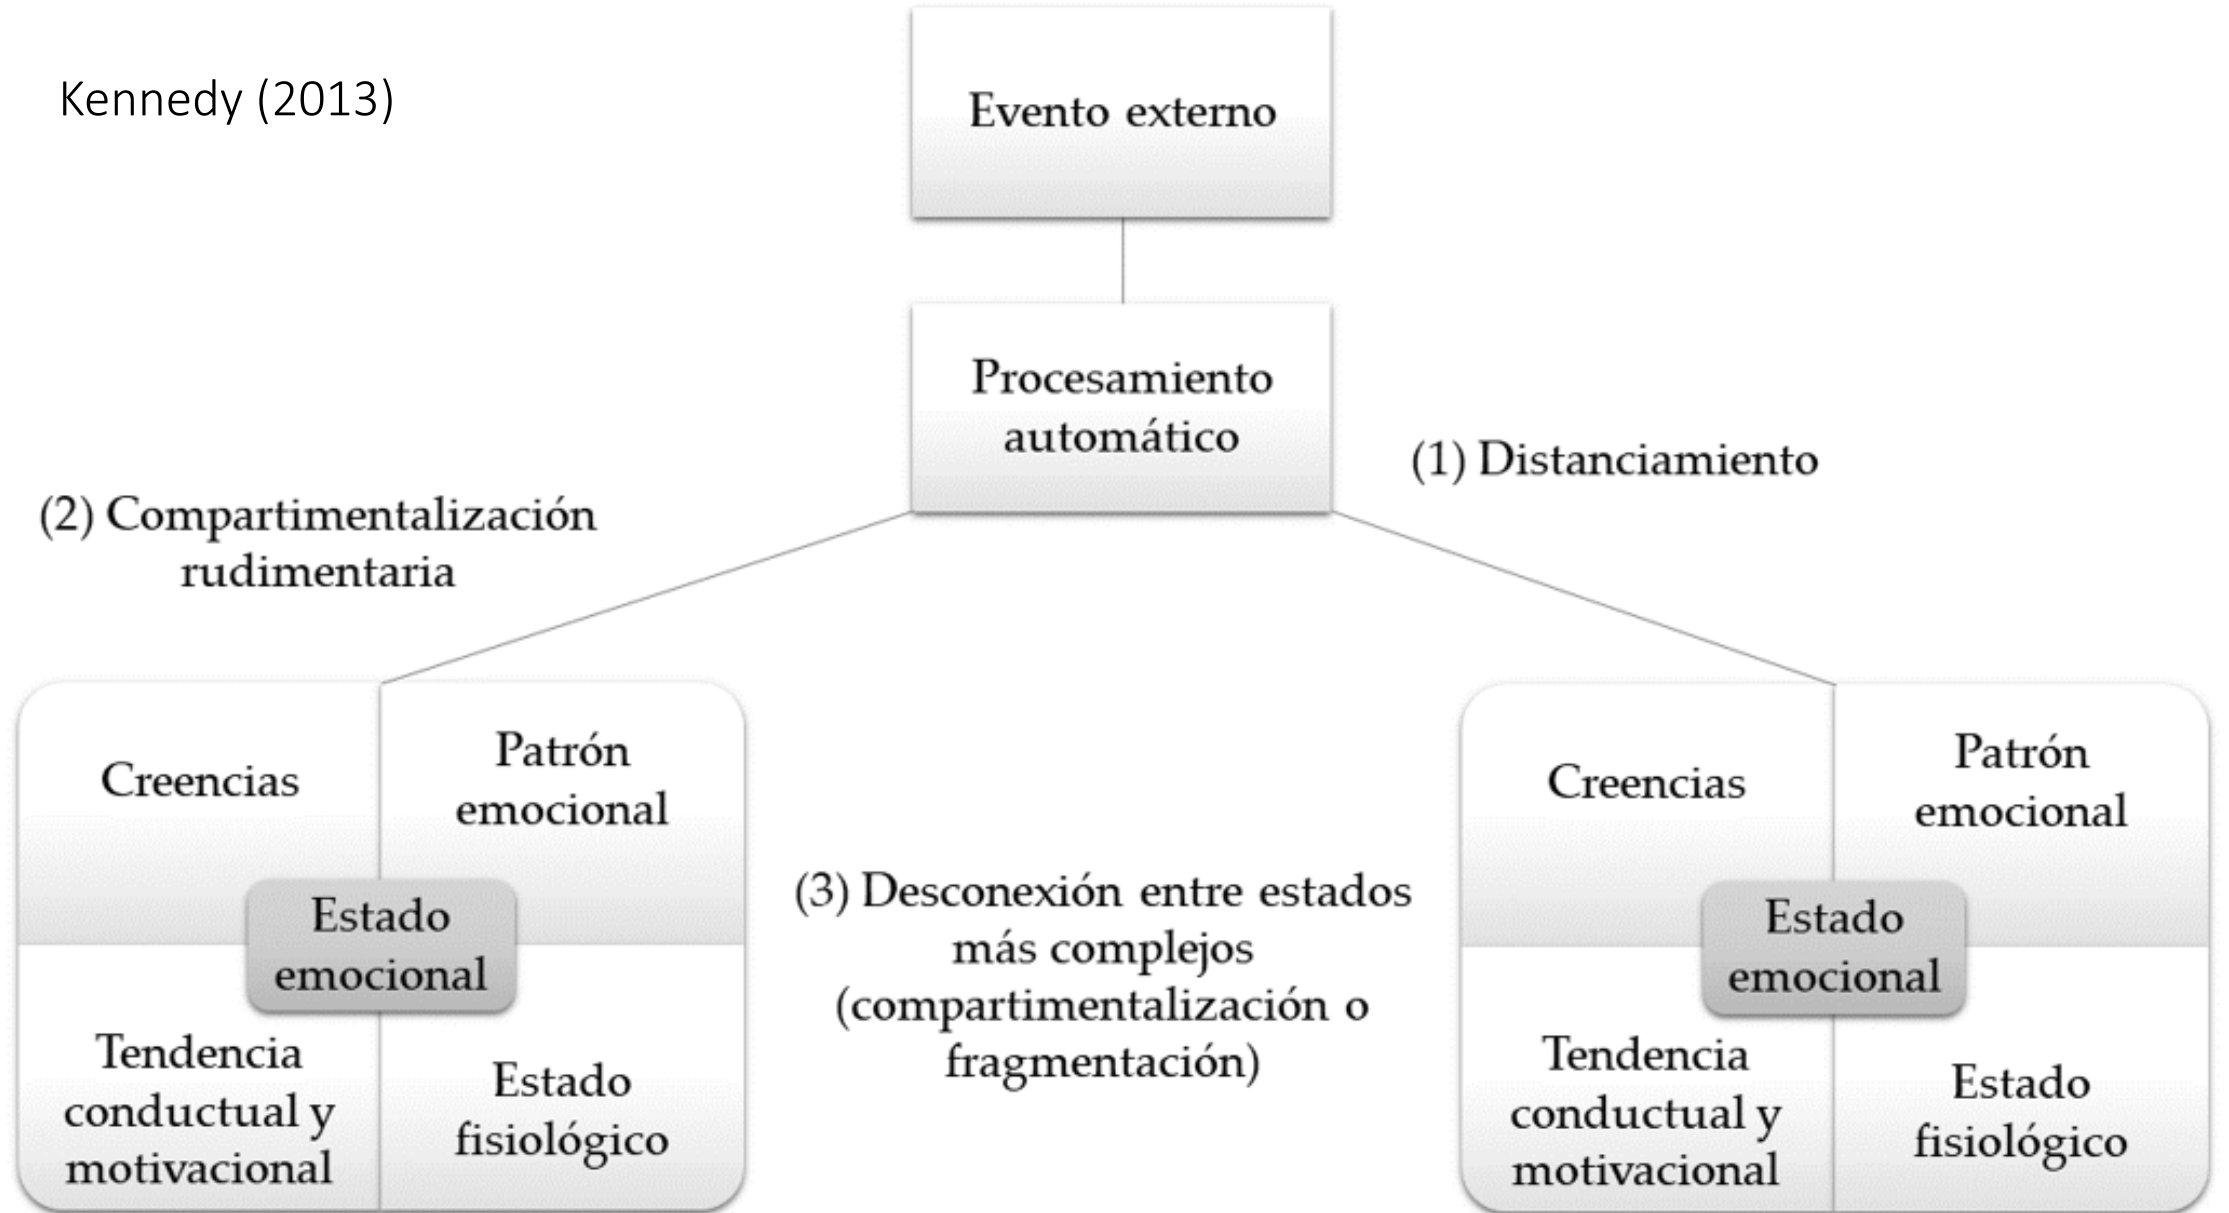 Kennedy (2013)
Evento externo
Procesamiento
automático
(1) Distanciamiento
(2) Compartimentalización
rudimentaria
Creencias
Patrón
emocional
Estado
emocional
Tendencia
conductual y
motivacional
Estado
fisiológico
(3) Desconexión entre estados
más complejos
(compartimentalización o
fragmentación)
Creencias
Patrón
emocional
Estado
emocional
Tendencia
conductual y
motivacional
Estado
fisiológico